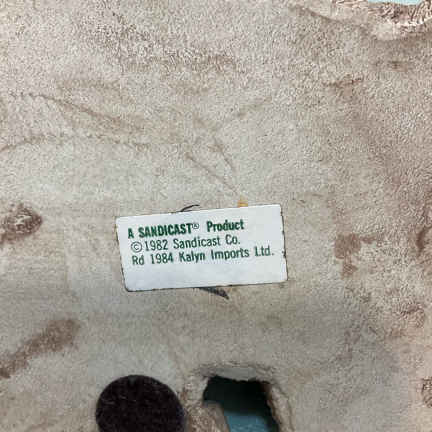 A SANDICAST® Product
©1982 Sandicast Co.
Rd 1984 Kalyn Imports Ltd.